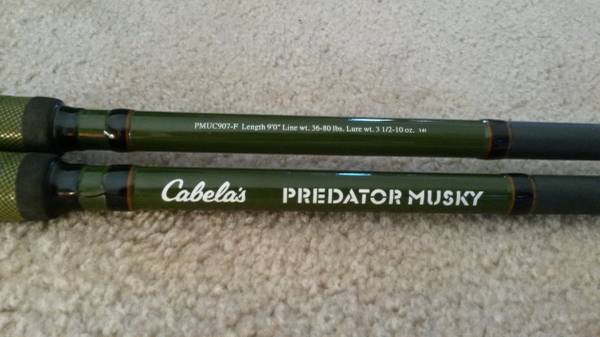 PMUC907-F Length 9'0" Line wt. 36-80 lbs. Lure wt. 3 1/2-10 oz.
Cabela's PREDATOR MUSKY